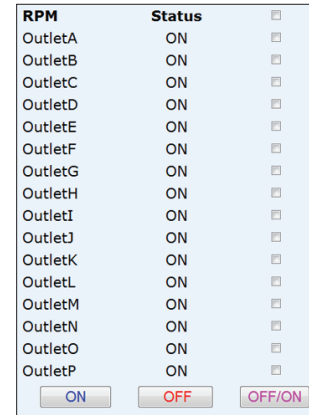 RPM Status
OutletA ON
OutletB ON
OutletC ON
OutletD ON
OutletE ON
OutletF ON
OutletG ON
OutletH ON
OutletI ON
OutletJ ON
OutletK ON
OutletL ON
OutletM ON
OutletN ON
OutletO ON
OutletP ON
ON OFF OFF/ON